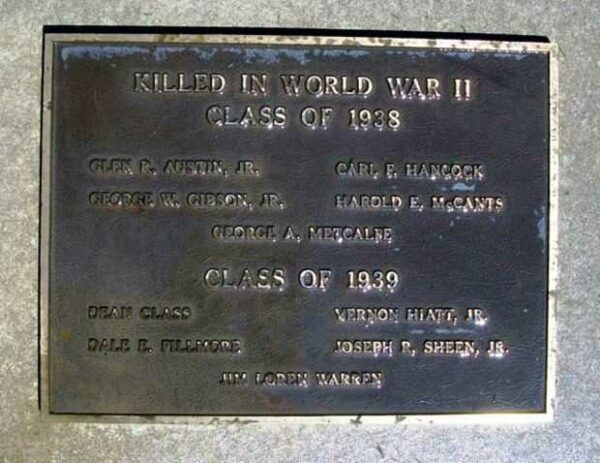 KILLED IN WORLD WAR II
CLASS OF 1938
GLEN R. AUSTIN, JR. CARL F. HANCOCK
GEORGE W. GIBSON, JR. HAROLD E. McCANTS
GEORGE A. METCALFE
CLASS OF 1939
DEAN CLASS VERNON HIATT, JR.
DALE E. FILLMORE JOSEPH R. SHEEN, JR.
JIM LOREN WARREN